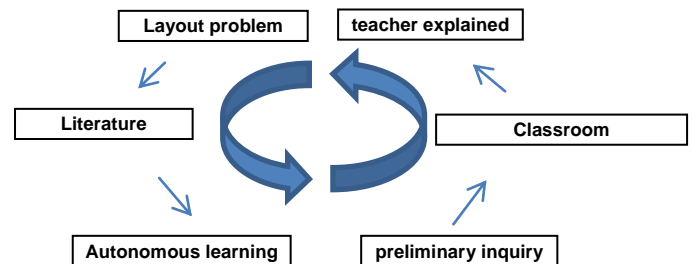 Layout problem
teacher explained
Literature
Classroom
Autonomous learning
preliminary inquiry